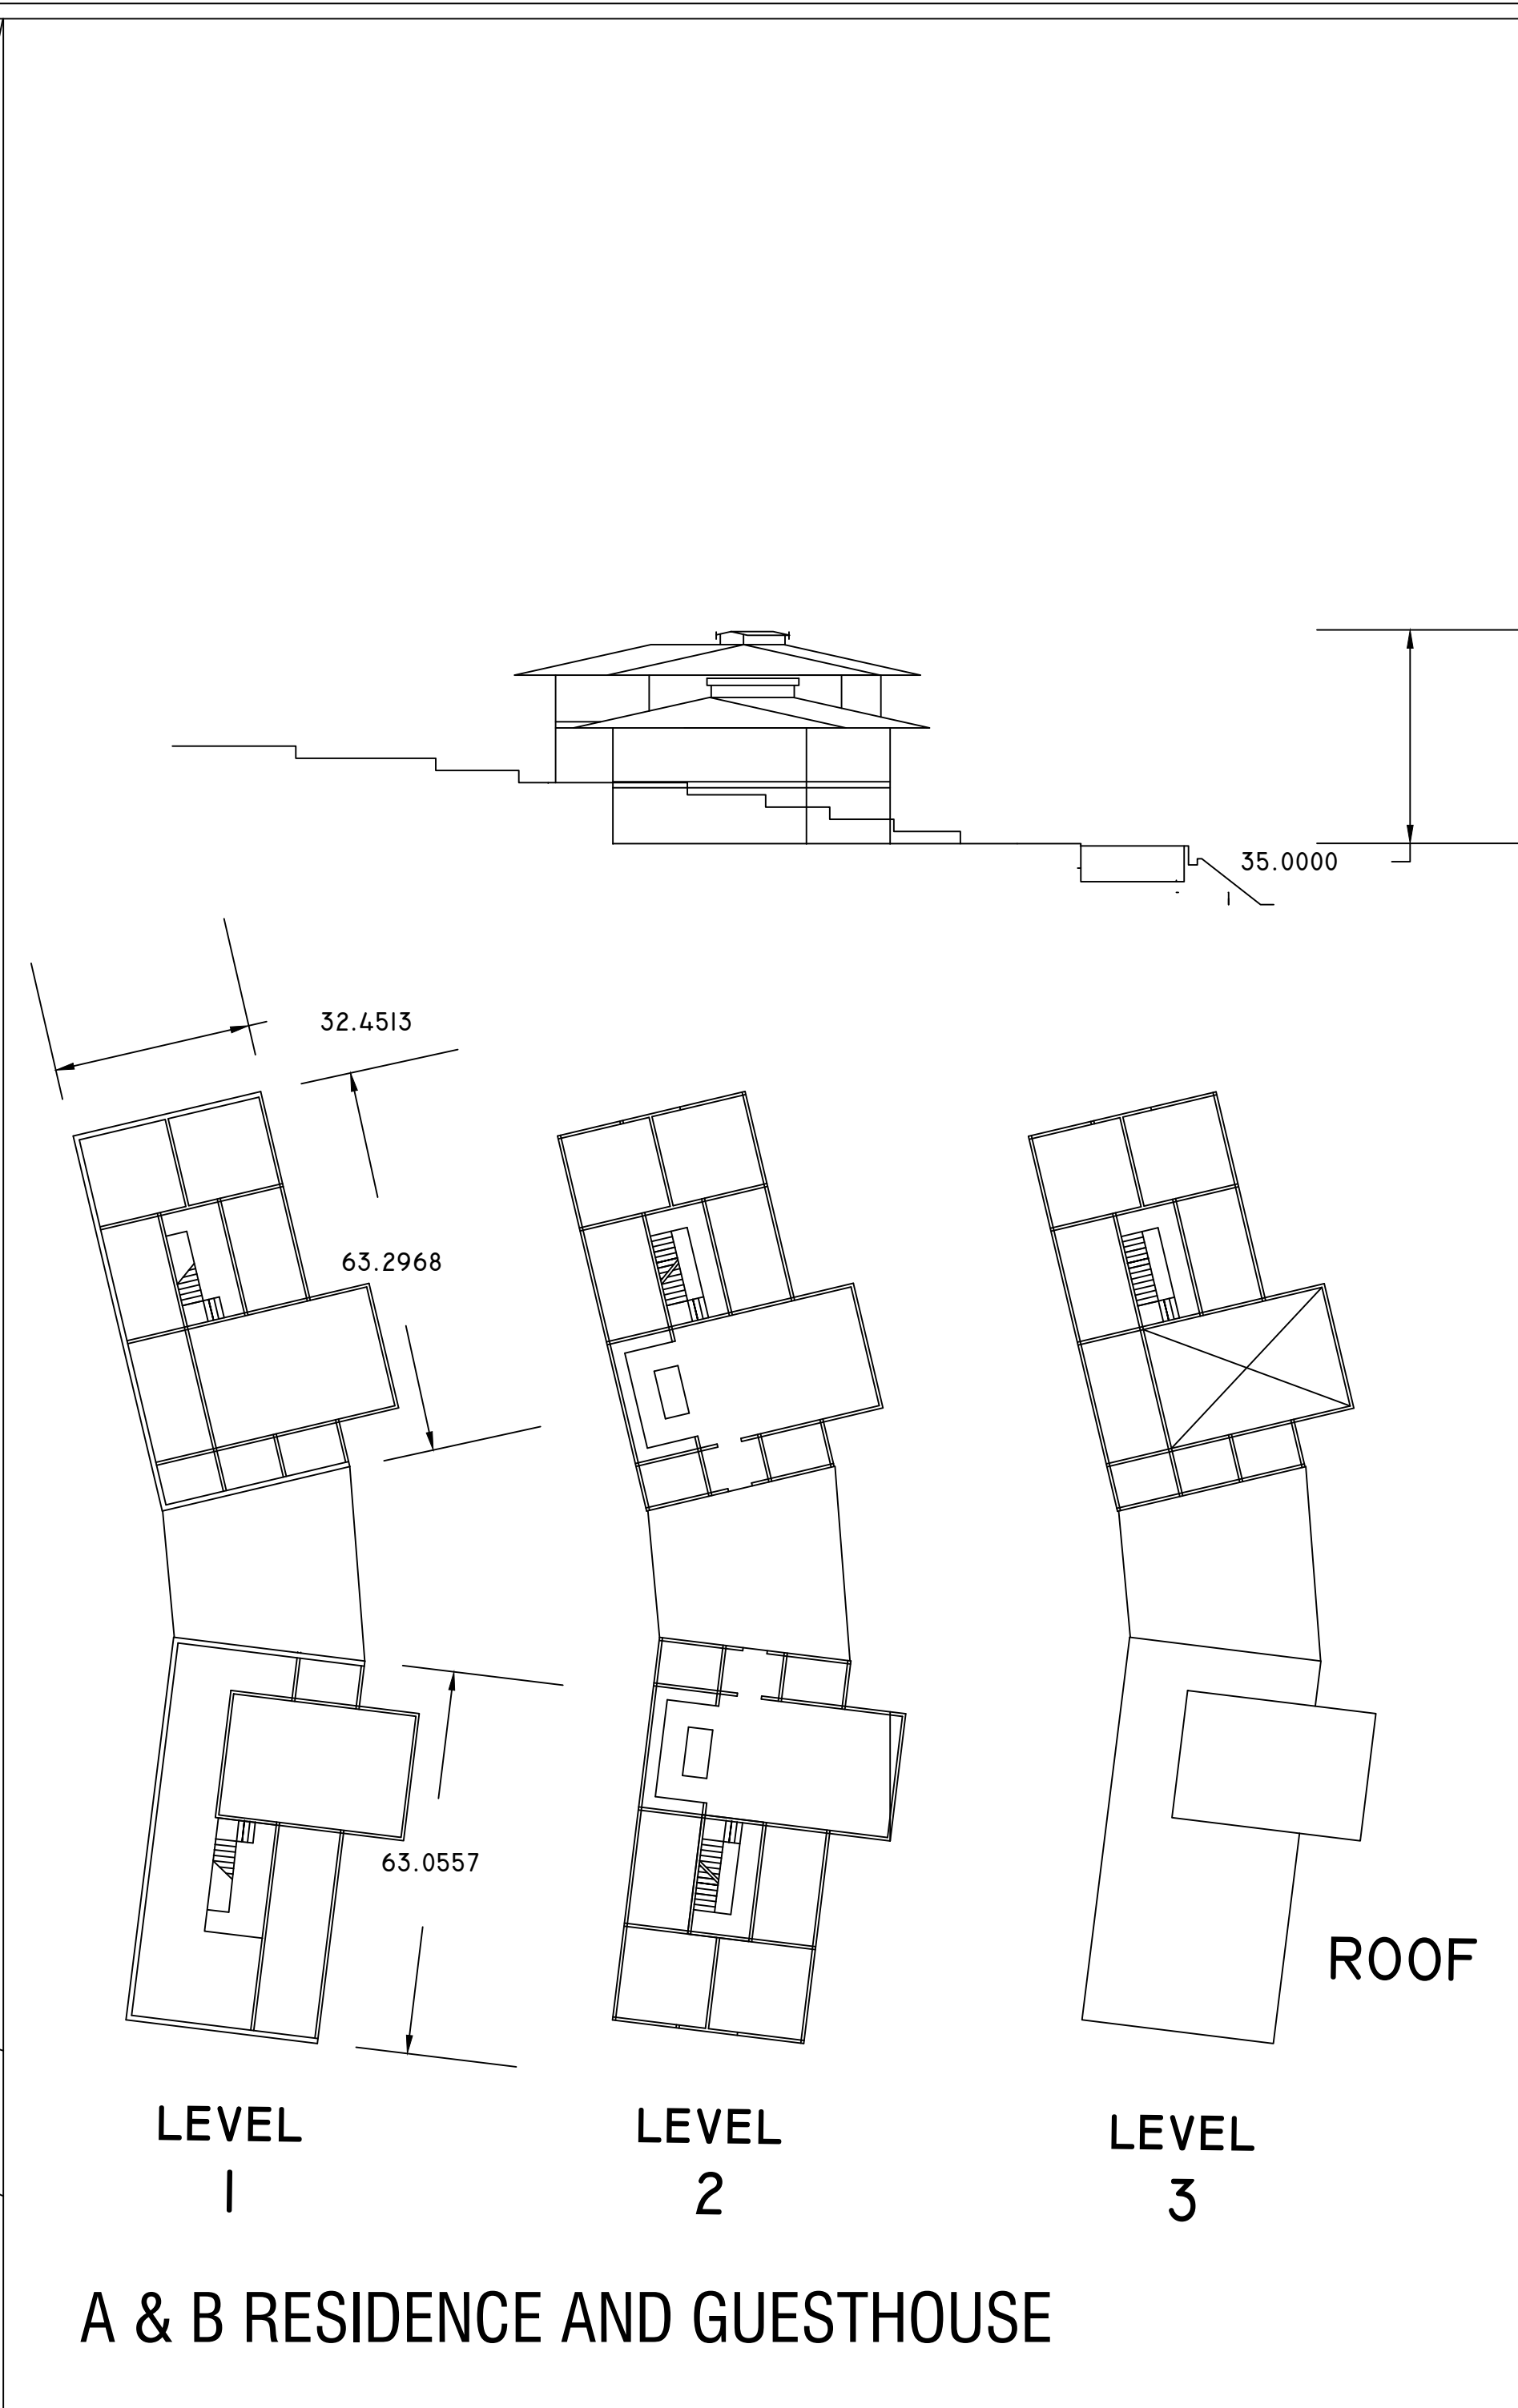 35.0000
32.4513
63.2968
63.0557
ROOF
LEVEL
1
LEVEL
2
LEVEL
3
A & B RESIDENCE AND GUESTHOUSE